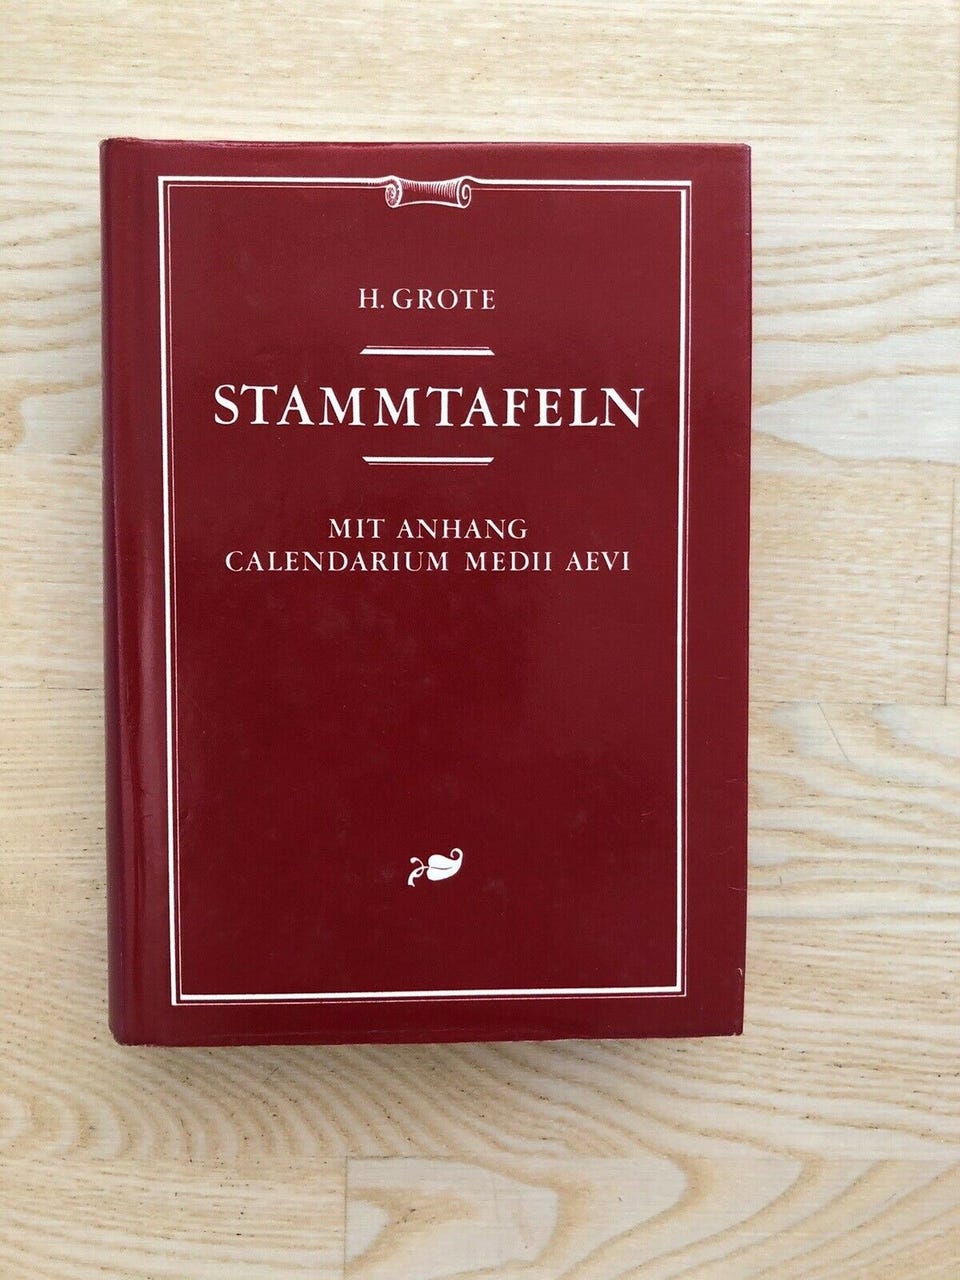 H. GROTE
STAMMTAFELN
MIT ANHANG
CALENDARIUM MEDII AEVI